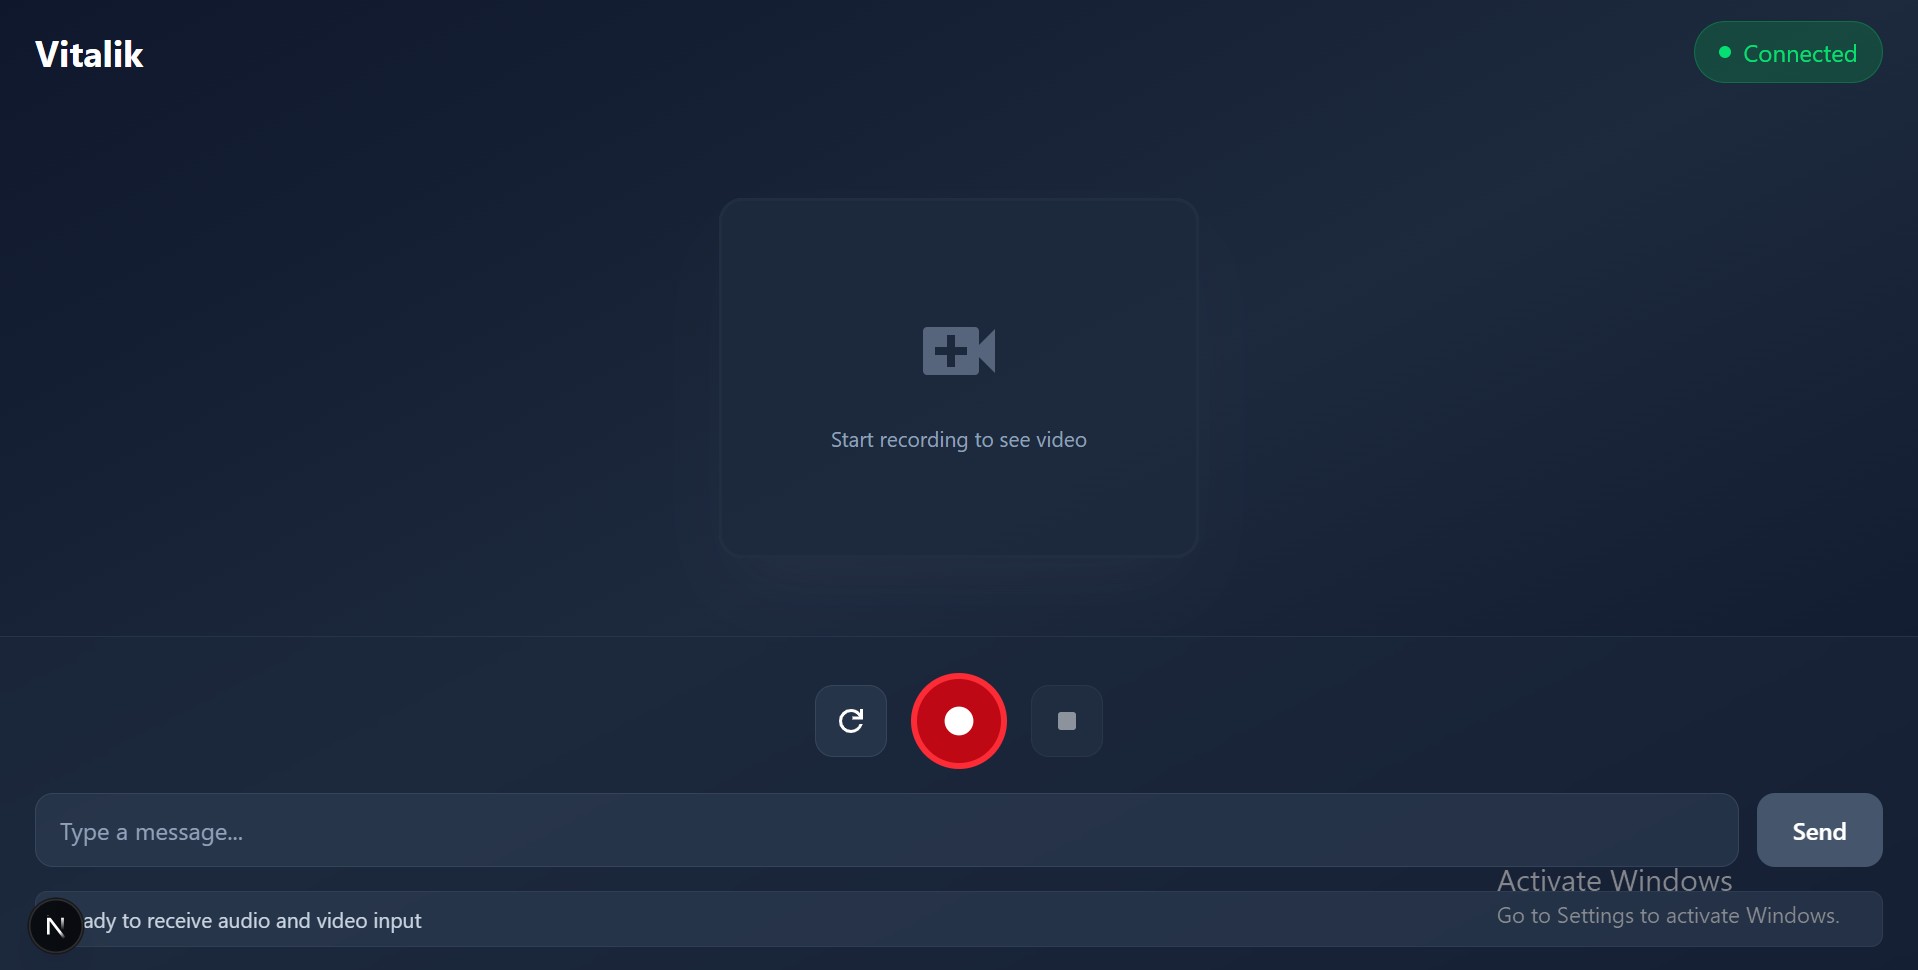 Vitalik
Connected
Start recording to see video
Type a message...
Send
Activate Windows
Go to Settings to activate Windows.
N
ady to receive audio and video input